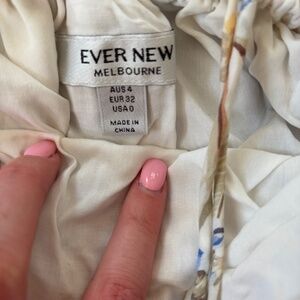 EVER NEW
MELBOURNE
AUS 4
EUR 32
USA 0
MADE IN
CHINA